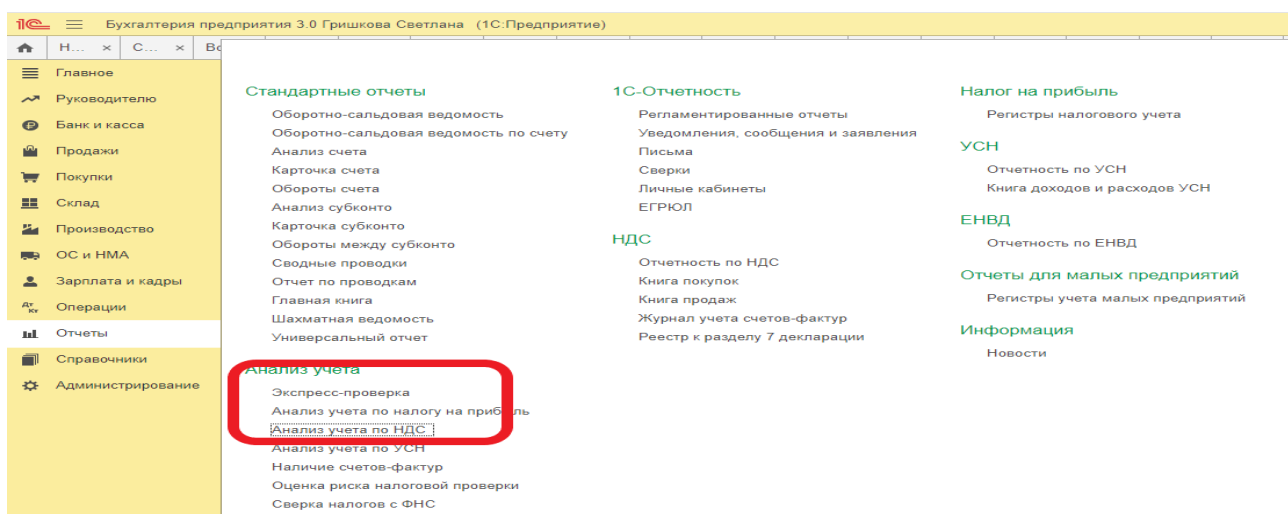 1С Бухгалтерия предприятия 3.0 Гришкова Светлана (1С:Предприятие)
Н... × С... × Вс
Главное
Руководителю
Банк и касса
Продажи
Покупки
Склад
Производство
ОС и НМА
Зарплата и кадры
Дт Кт Операции
Отчеты
Справочники
Администрирование
Стандартные отчеты
Оборотно-сальдовая ведомость
Оборотно-сальдовая ведомость по счету
Анализ счета
Карточка счета
Обороты счета
Анализ субконто
Карточка субконто
Обороты между субконто
Сводные проводки
Отчет по проводкам
Главная книга
Шахматная ведомость
Универсальный отчет
Анализ учета
Экспресс-проверка
Анализ учета по налогу на прибыль
Анализ учета по НДС
Анализ учета по УСН
Наличие счетов-фактур
Оценка риска налоговой проверки
Сверка налогов с ФНС
1С-Отчетность
Регламентированные отчеты
Уведомления, сообщения и заявления
Письма
Сверки
Личные кабинеты
ЕГРЮЛ
НДС
Отчетность по НДС
Книга покупок
Книга продаж
Журнал учета счетов-фактур
Реестр к разделу 7 декларации
Налог на прибыль
Регистры налогового учета
УСН
Отчетность по УСН
Книга доходов и расходов УСН
ЕНВД
Отчетность по ЕНВД
Отчеты для малых предприятий
Регистры учета малых предприятий
Информация
Новости